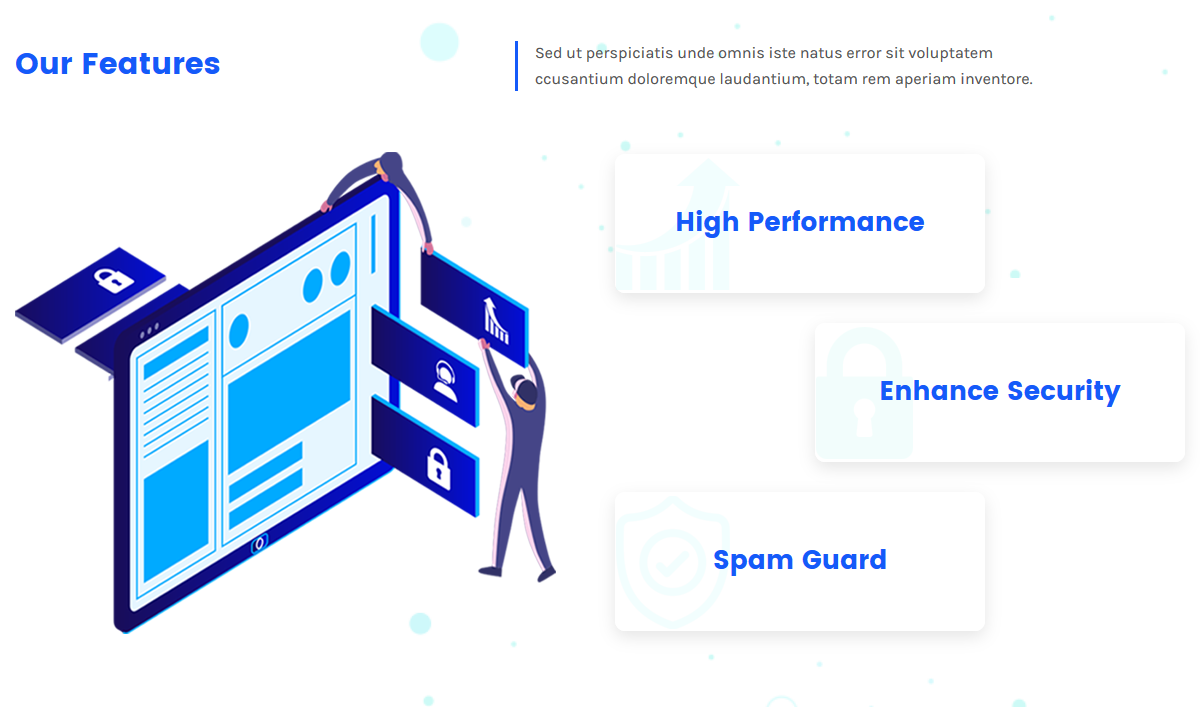 Our Features
Sed ut perspiciatis unde omnis iste natus error sit voluptatem
ccusantium doloremque laudantium, totam rem aperiam inventore.
High Performance
Enhance Security
Spam Guard